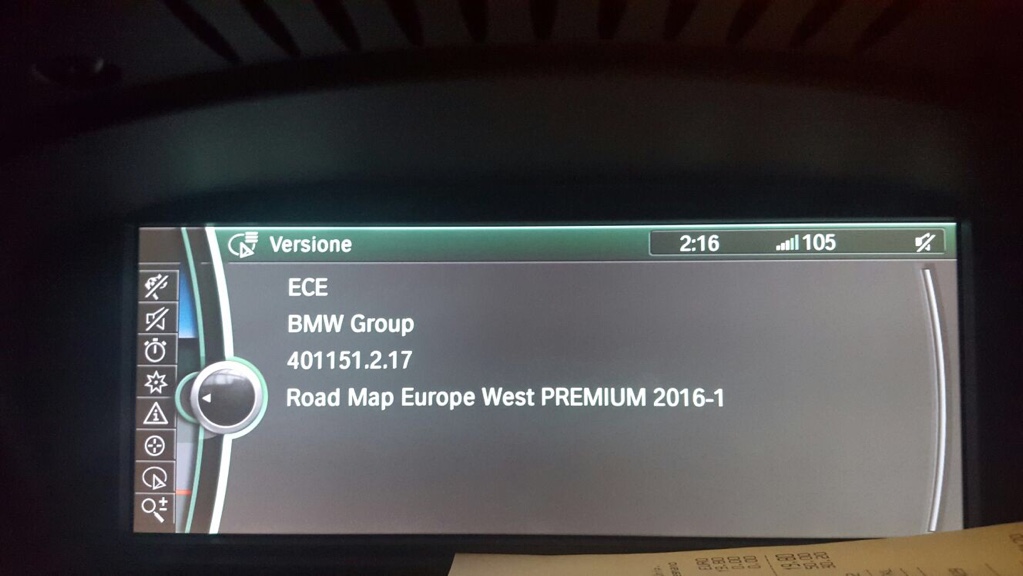 Versione
2:16
105
ECE
BMW Group
401151.2.17
Road Map Europe West PREMIUM 2016-1